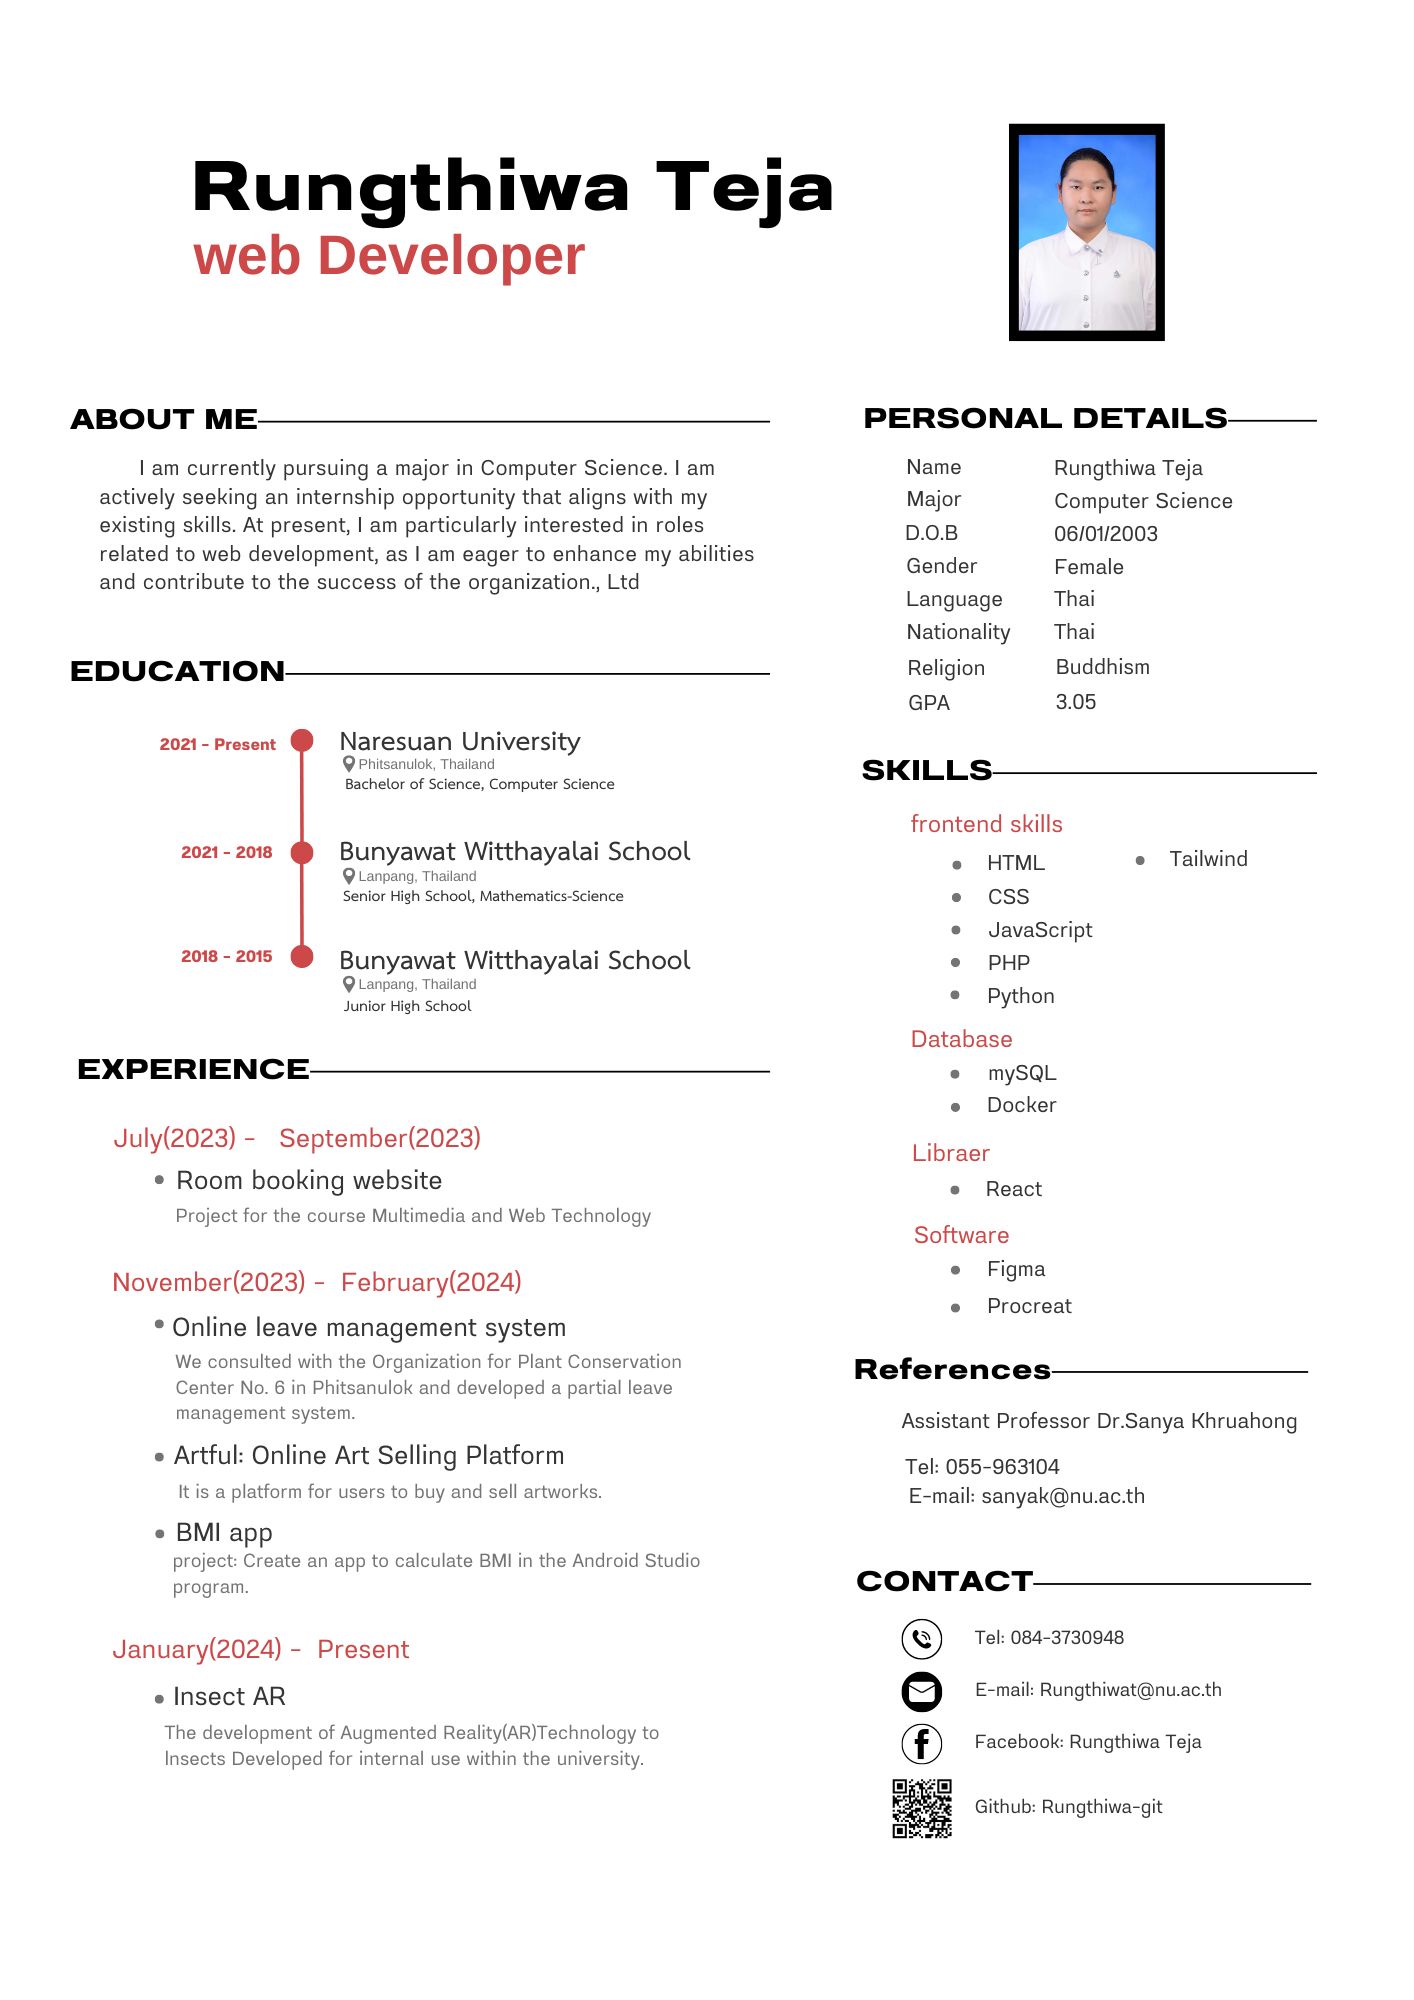 Rungthiwa Teja
web Developer
ABOUT ME
I am currently pursuing a major in Computer Science. I am
actively seeking an internship opportunity that aligns with my
existing skills. At present, I am particularly interested in roles
related to web development, as I am eager to enhance my abilities
and contribute to the success of the organization., Ltd
EDUCATION
2021 - Present
Naresuan University
Phitsanulok, Thailand
Bachelor of Science, Computer Science
2021 - 2018
Bunyawat Witthayalai School
Lanpang, Thailand
Senior High School, Mathematics-Science
2018 - 2015
Bunyawat Witthayalai School
Lanpang, Thailand
Junior High School
EXPERIENCE
July(2023) - September(2023)
Room booking website
Project for the course Multimedia and Web Technology
November(2023) - February(2024)
Online leave management system
We consulted with the Organization for Plant Conservation
Center No. 6 in Phitsanulok and developed a partial leave
management system.
Artful: Online Art Selling Platform
It is a platform for users to buy and sell artworks.
BMI app
project: Create an app to calculate BMI in the Android Studio
program.
January(2024) - Present
Insect AR
The development of Augmented Reality(AR)Technology to
Insects Developed for internal use within the university.
PERSONAL DETAILS
Name Rungthiwa Teja
Major Computer Science
D.O.B 06/01/2003
Gender Female
Language Thai
Nationality Thai
Religion Buddhism
GPA 3.05
SKILLS
frontend skills
HTML
Tailwind
CSS
JavaScript
PHP
Python
Database
mySQL
Docker
Libraer
React
Software
Figma
Procreat
References
Assistant Professor Dr.Sanya Khruahong
Tel: 055-963104
E-mail: sanyak@nu.ac.th
CONTACT
Tel: 084-3730948
E-mail: Rungthiwat@nu.ac.th
Facebook: Rungthiwa Teja
Github: Rungthiwa-git